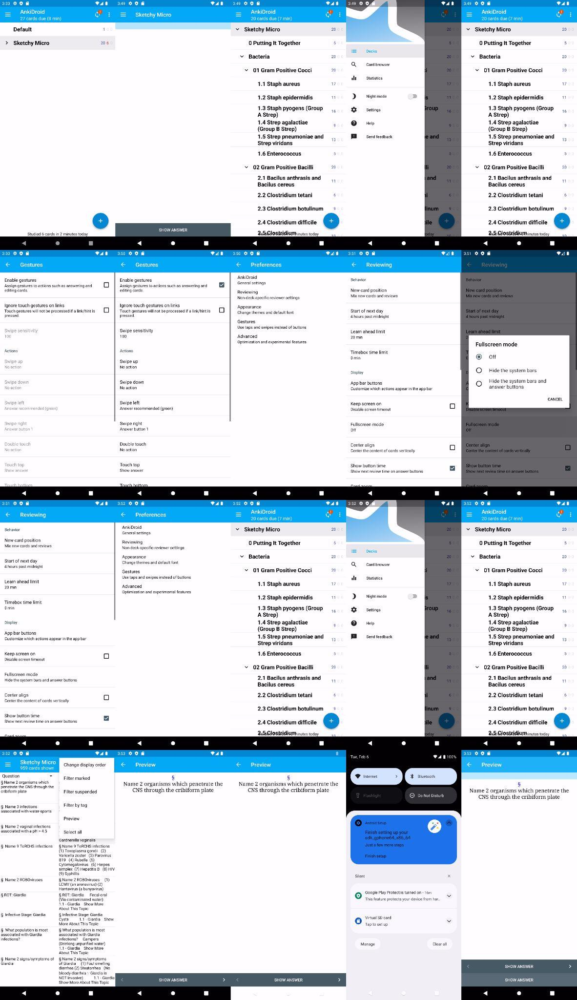 3:33
AnkiDroid
27 cards due (8 min)
Default
1 0 0
Sketchy Micro
20 6 0
Studied 6 cards in 2 minutes today
3:49
Sketchy Micro
SHOW ANSWER
3:49
AnkiDroid
20 cards due (7 min)
Sketchy Micro
20 0 0
0 Putting It Together
5 0 0
Bacteria
20 0 0
01 Gram Positive Cocci
20 0 0
1.1 Staph aureus
17 0 0
1.2 Staph epidermidis
11 0 0
1.3 Staph pyogens (Group
A Strep)
16 0 0
1.4 Strep agalactiae
(Group B Strep)
9 0 0
1.5 Strep pneumoniae and
Strep viridans
13 0 0
1.6 Enterococcus
5 0 0
02 Gram Positive Bacilli
20 0 0
2.1 Bacilus anthrasis and
Bacilus cereus
11 0 0
2.2 Clostridium tetani
6 0 0
2.3 Clostridium botulinum
9 0 0
2.4 Clostridium difficile
2.5 Clostridium
3:49
Decks
Card browser
Statistics
Night mode
Settings
Help
Send feedback
3:49
AnkiDroid
20 cards due (7 min)
Sketchy Micro
20 0 0
0 Putting It Together
5 0 0
Bacteria
20 0 0
01 Gram Positive Cocci
20 0 0
1.1 Staph aureus
17 0 0
1.2 Staph epidermidis
11 0 0
1.3 Staph pyogens (Group
A Strep)
16 0 0
1.4 Strep agalactiae
(Group B Strep)
9 0 0
1.5 Strep pneumoniae and
Strep viridans
13 0 0
1.6 Enterococcus
5 0 0
02 Gram Positive Bacilli
20 0 0
2.1 Bacilus anthrasis and
Bacilus cereus
11 0 0
2.2 Clostridium tetani
6 0 0
2.3 Clostridium botulinum
9 0 0
2.4 Clostridium difficile
2.5 Clostridium
3:50
Gestures
Enable gestures
Assign gestures to actions such as answering and
editing cards.
Ignore touch gestures on links
Touch gestures will not be processed if a link/hint is
pressed.
Swipe sensitivity
100
Actions
Swipe up
No action
Swipe down
No action
Swipe left
Answer recommended (green)
Swipe right
Answer button 1
Double touch
No action
Touch top
Show answer
Touch bottom
3:50
Gestures
Enable gestures
Assign gestures to actions such as answering and
editing cards.
Ignore touch gestures on links
Touch gestures will not be processed if a link/hint is
pressed.
Swipe sensitivity
100
Actions
Swipe up
No action
Swipe down
No action
Swipe left
Answer recommended (green)
Swipe right
Answer button 1
Double touch
No action
Touch top
Show answer
Touch bottom
3:50
Preferences
AnkiDroid
General settings
Reviewing
Non-deck-specific reviewer settings
Appearance
Change themes and default font
Gestures
Use taps and swipes instead of buttons
Advanced
Optimization and experimental features
3:51
Reviewing
Behavior
New card position
Mix new cards and reviews
Start of next day
4 hours past midnight
Learn ahead limit
20 min
Timebox time limit
0 min
Display
App bar buttons
Customize which actions appear in the app bar
Keep screen on
Disable screen timeout
Fullscreen mode
Off
Center align
Center the content of cards vertically
Show button time
Show next review time on answer buttons
Card zoom
3:51
Reviewing
Behavior
New card position
Mix new cards and reviews
Start of next day
4 hours past midnight
Learn ahead limit
Fullscreen mode
Off
Hide the system bars
Hide the system bars and
answer buttons
CANCEL
Disable screen timeout
Fullscreen mode
Off
Center align
Center the content of cards vertically
Show button time
Show next review time on answer buttons
Card zoom
3:51
Reviewing
Behavior
New card position
Mix new cards and reviews
Start of next day
4 hours past midnight
Learn ahead limit
20 min
Timebox time limit
0 min
Display
App bar buttons
Customize which actions appear in the app bar
Keep screen on
Disable screen timeout
Fullscreen mode
Hide the system bars and answer buttons
Center align
Center the content of cards vertically
Show button time
Show next review time on answer buttons
Card zoom
3:52
Preferences
AnkiDroid
General settings
Reviewing
Non-deck-specific reviewer settings
Appearance
Change themes and default font
Gestures
Use taps and swipes instead of buttons
Advanced
Optimization and experimental features
3:52
AnkiDroid
20 cards due (7 min)
Sketchy Micro
20 0 0
0 Putting It Together
5 0 0
Bacteria
20 0 0
01 Gram Positive Cocci
20 0 0
1.1 Staph aureus
17 0 0
1.2 Staph epidermidis
11 0 0
1.3 Staph pyogens (Group
A Strep)
16 0 0
1.4 Strep agalactiae
(Group B Strep)
9 0 0
1.5 Strep pneumoniae and
Strep viridans
13 0 0
1.6 Enterococcus
5 0 0
02 Gram Positive Bacilli
20 0 0
2.1 Bacilus anthrasis and
Bacilus cereus
11 0 0
2.2 Clostridium tetani
6 0 0
2.3 Clostridium botulinum
9 0 0
2.4 Clostridium difficile
2.5 Clostridium
3:52
Decks
Card browser
Statistics
Night mode
Settings
Help
Send feedback
3:52
AnkiDroid
20 cards due (7 min)
Sketchy Micro
20 0 0
0 Putting It Together
5 0 0
Bacteria
20 0 0
01 Gram Positive Cocci
20 0 0
1.1 Staph aureus
17 0 0
1.2 Staph epidermidis
11 0 0
1.3 Staph pyogens (Group
A Strep)
16 0 0
1.4 Strep agalactiae
(Group B Strep)
9 0 0
1.5 Strep pneumoniae and
Strep viridans
13 0 0
1.6 Enterococcus
5 0 0
02 Gram Positive Bacilli
20 0 0
2.1 Bacilus anthrasis and
Bacilus cereus
11 0 0
2.2 Clostridium tetani
6 0 0
2.3 Clostridium botulinum
9 0 0
2.4 Clostridium difficile
2.5 Clostridium
3:52
Sketchy Micro
959 cards shown
Change display order
Filter marked
Filter suspended
Filter by tag
Preview
Select all
Question
§ Name 2 organisms which
penetrate the CNS through the
cribiform plate
§ Name 3 infections
associated with water-sports
§ Name 2 vaginal infections
associated with a pH > 4.5
Gardnerella vaginalis
§ Name 9 ToRCHS infections
§ Name 9 ToRCHS infections
(1) Toxoplasma gondii (2)
Varicella zoster (3) Parovirus
B19 (4) Rubella (5)
Cytomegalovirus (6) Herpes
simplex (7) Hepatitis B (8) HIV
(9) Syphillis
§ Name 2 ROBOviruses
§ Name 2 ROBOviruses (1)
LCMV (an arenavirus) (2)
Hantavirus (a bunyavirus)
§ ROT: Giardia
§ ROT: Giardia Fecal-oral
(Via contaminated water)
1.1 - Giardia Show More
About This Topic
§ Infective Stage: Giardia
§ Infective Stage: Giardia
Cysts 1.1 - Giardia Show
More About This Topic
§ What population is most
associated with Giardia
infections?
§ What population is most
associated with Giardia
infections? Campers
(Drinking unpurified water)
1.1 - Giardia Show More
About This Topic
§ Name 2 signs/symptoms of
Giardia
§ Name 2 signs/symptoms
of Giardia (1) Foul smelling
diarrhea (2) Steatorrhea (No
bloody diarrhea ∵ Giardia is
NOT invasive) 1.1 - Giardia
Show More About This Topic
3:53
Preview
§
Name 2 organisms which penetrate the
CNS through the cribiform plate
SHOW ANSWER
Preview
§
Name 2 organisms which penetrate the
CNS through the cribiform plate
SHOW ANSWER
Tue, Feb 6
100%
Internet
Bluetooth
Flashlight
Do Not Disturb
Android Setup
Finish setting up your
sdk_gphone64_x86_64
Just a few more steps
Finish setup
Silent
Google Play Protect is turned on • 16m
This feature protects your device from har..
Virtual SD card
Tap to set up
Manage
Clear all
3:53
Preview
§
Name 2 organisms which penetrate the
CNS through the cribiform plate
SHOW ANSWER
SHOW ANSWER